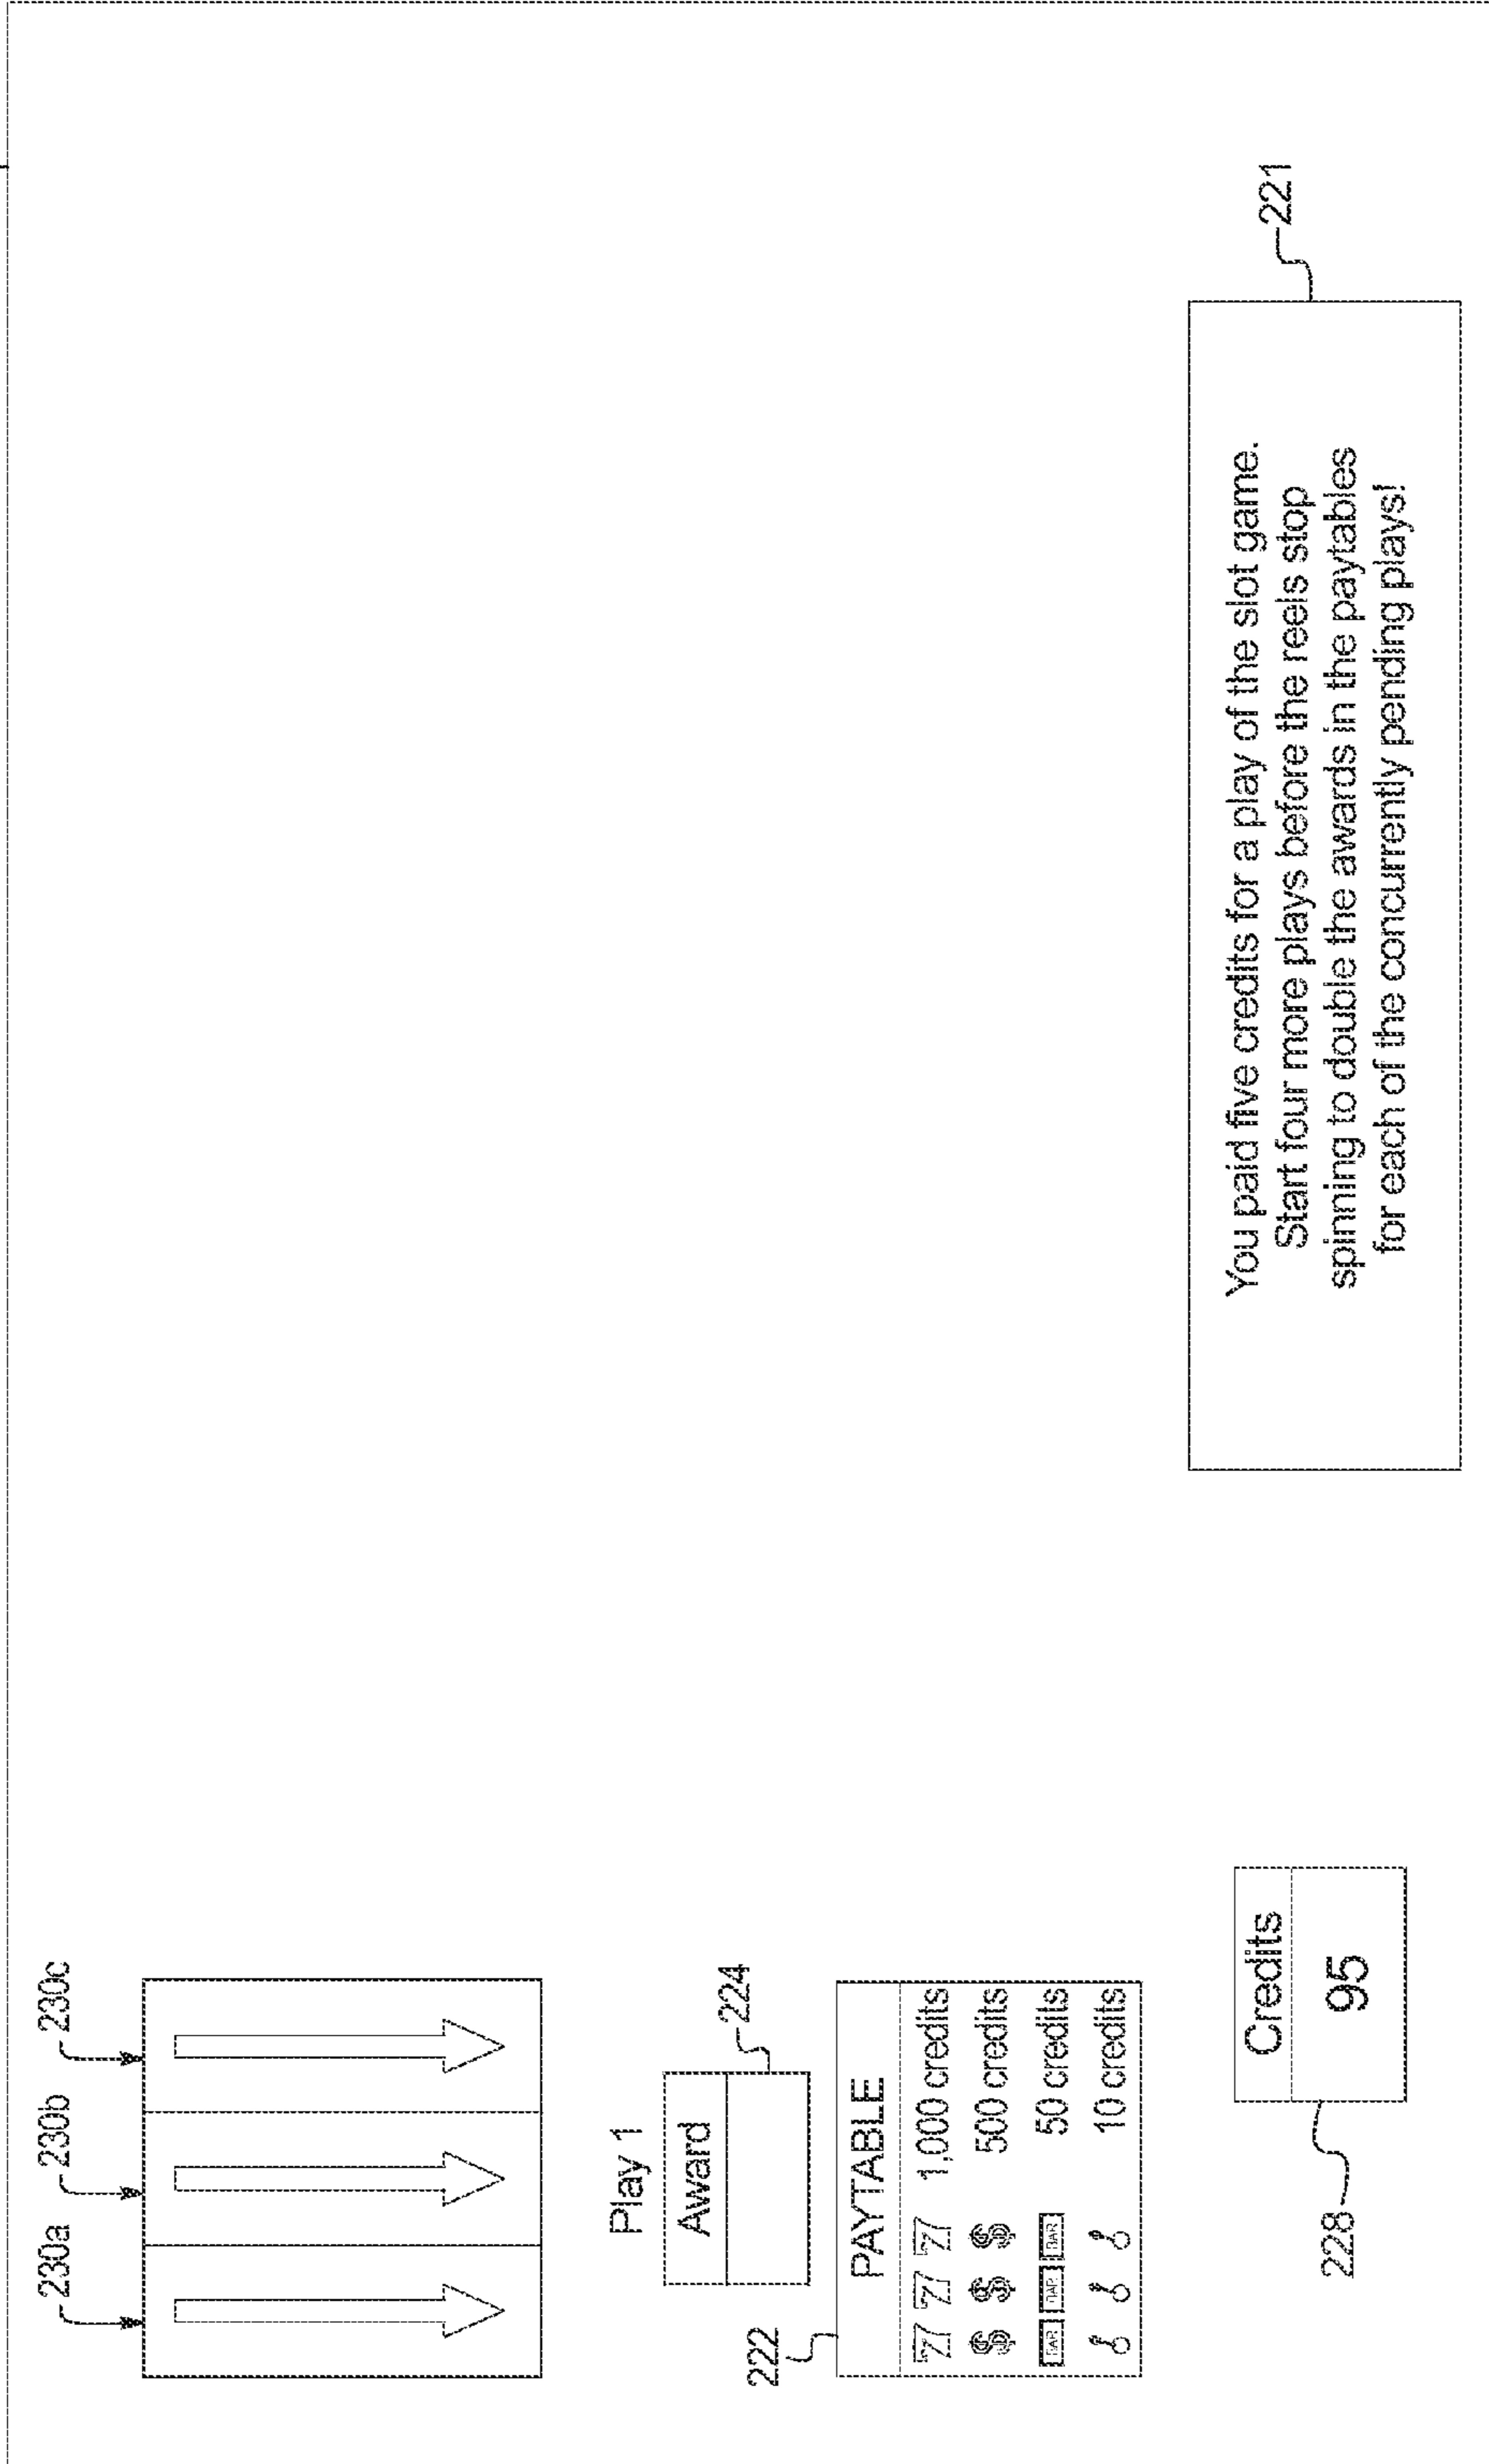 230a 230b 230c
Play 1
Award
224
222
PAYTABLE
7 7 7 1,000 credits
$ $ $ 500 credits
BAR BAR BAR 50 credits
10 credits
Credits
95
228
221
You paid five credits for a play of the slot game.
Start four more plays before the reels stop
spinning to double the awards in the paytables
for each of the concurrently pending plays!